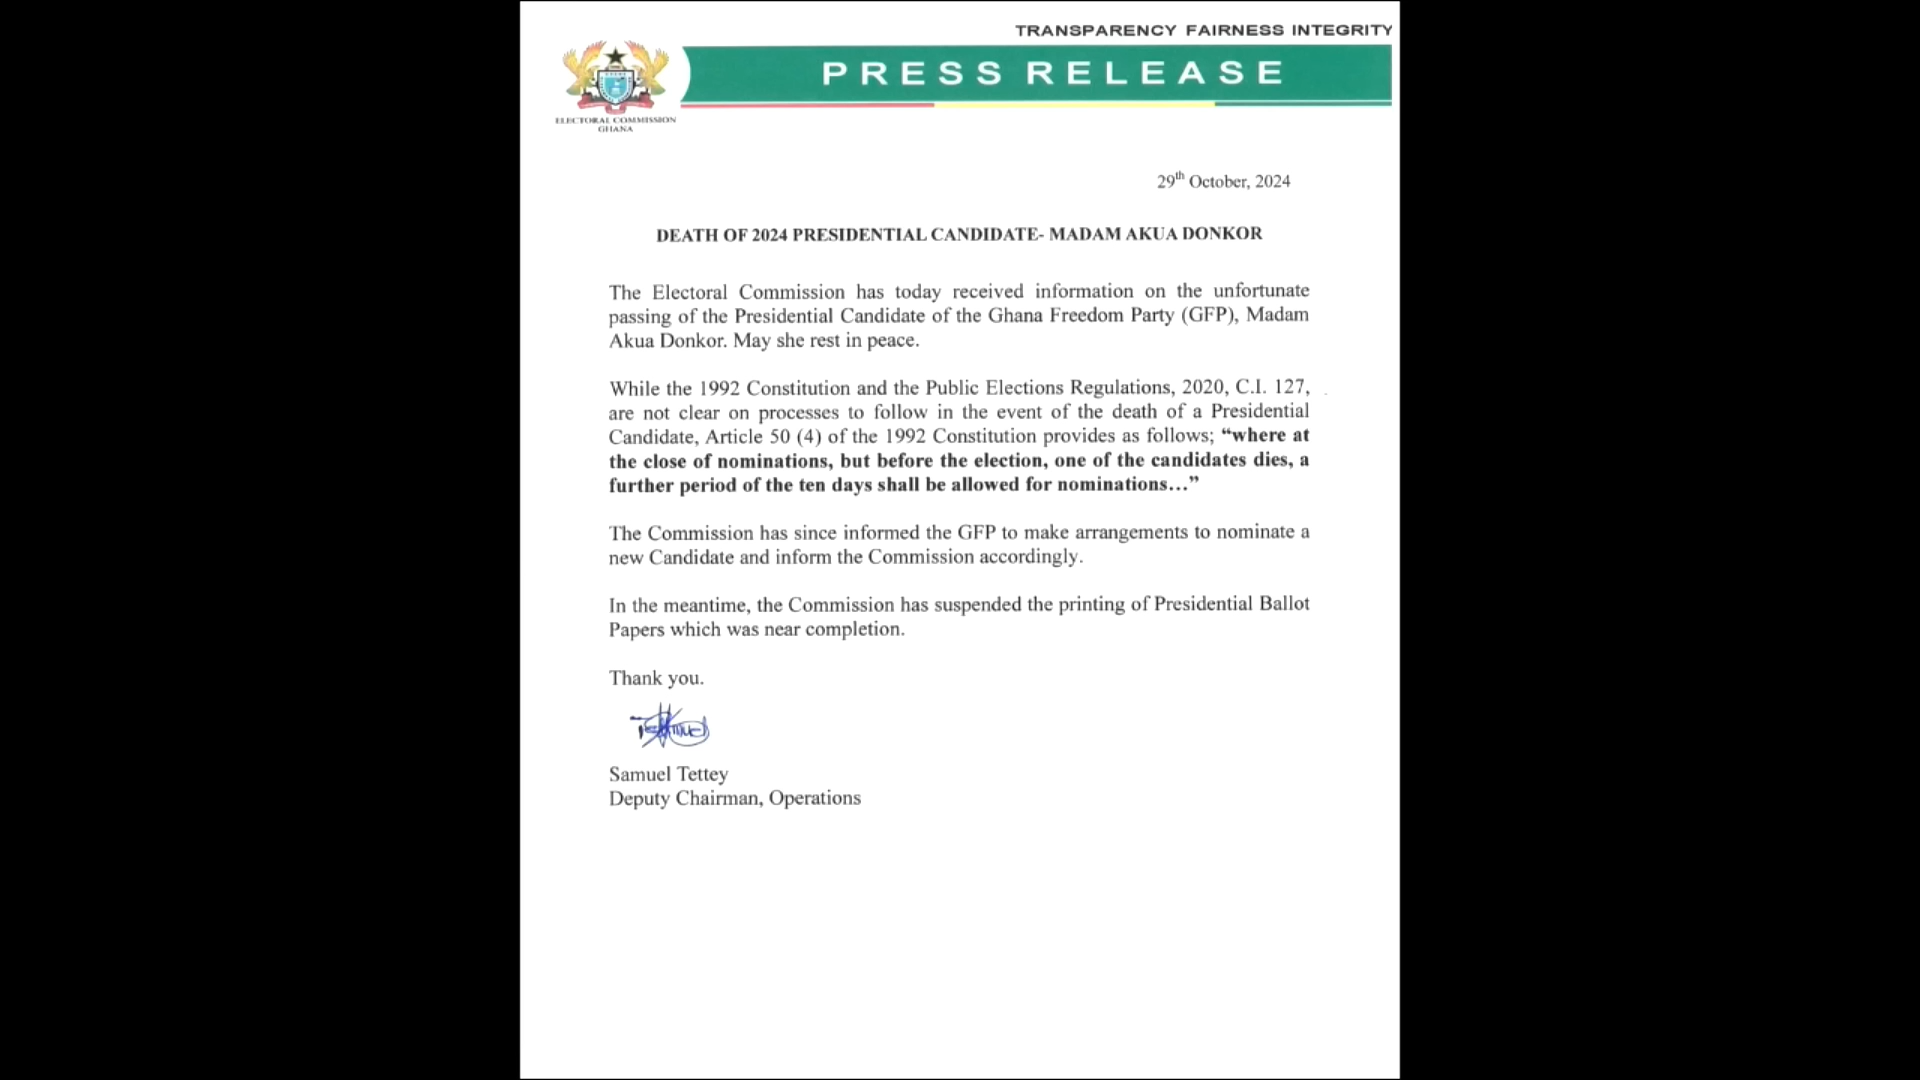 TRANSPARENCY FAIRNESS INTEGRITY
PRESS RELEASE
ELECTORAL COMMISSION
GHANA
29th October, 2024
DEATH OF 2024 PRESIDENTIAL CANDIDATE- MADAM AKUA DONKOR
The Electoral Commission has today received information on the unfortunate
passing of the Presidential Candidate of the Ghana Freedom Party (GFP), Madam
Akua Donkor. May she rest in peace.
While the 1992 Constitution and the Public Elections Regulations, 2020, C.I. 127,
are not clear on processes to follow in the event of the death of a Presidential
Candidate, Article 50 (4) of the 1992 Constitution provides as follows; “where at
the close of nominations, but before the election, one of the candidates dies, a
further period of the ten days shall be allowed for nominations…”
The Commission has since informed the GFP to make arrangements to nominate a
new Candidate and inform the Commission accordingly.
In the meantime, the Commission has suspended the printing of Presidential Ballot
Papers which was near completion.
Thank you.
Samuel Tettey
Deputy Chairman, Operations